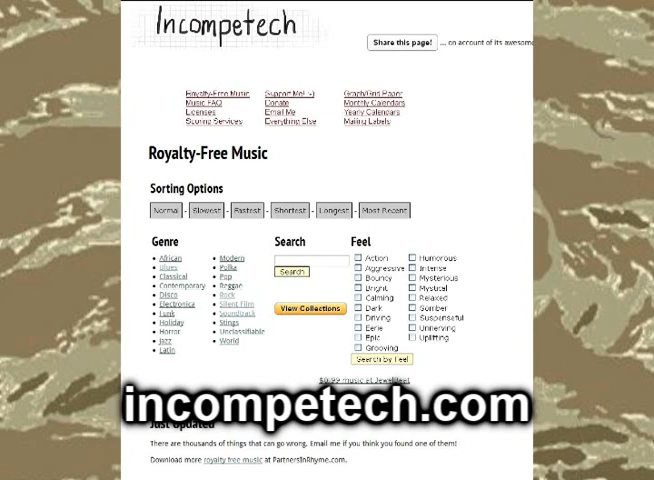 Incompetech
Share this page! ... on account of its awesome
Royalty-Free Music Support Me! :-) Graph/Grid Paper
Music FAQ Donate Monthly Calendars
Licenses Email Me Yearly Calendars
Scoring Services Everything Else Mailing Labels
Royalty-Free Music
Sorting Options
Normal - Slowest - Fastest - Shortest - Longest - Most Recent
Genre
African
Blues
Classical
Contemporary
Disco
Electronica
Funk
Holiday
Horror
Jazz
Latin
Modern
Polka
Pop
Reggae
Rock
Silent Film
Soundtrack
Stings
Unclassifiable
World
Search
Search
View Collections
Feel
Action
Aggressive
Bouncy
Bright
Calming
Dark
Driving
Eerie
Epic
Grooving
Humorous
Intense
Mysterious
Mystical
Relaxed
Somber
Suspenseful
Unnerving
Uplifting
Search by Feel
$0.99 music at JewelBeat
incompetech.com
Just Updated
There are thousands of things that can go wrong. Email me if you think you found one of them!
Download more royalty free music at PartnersInRhyme.com.